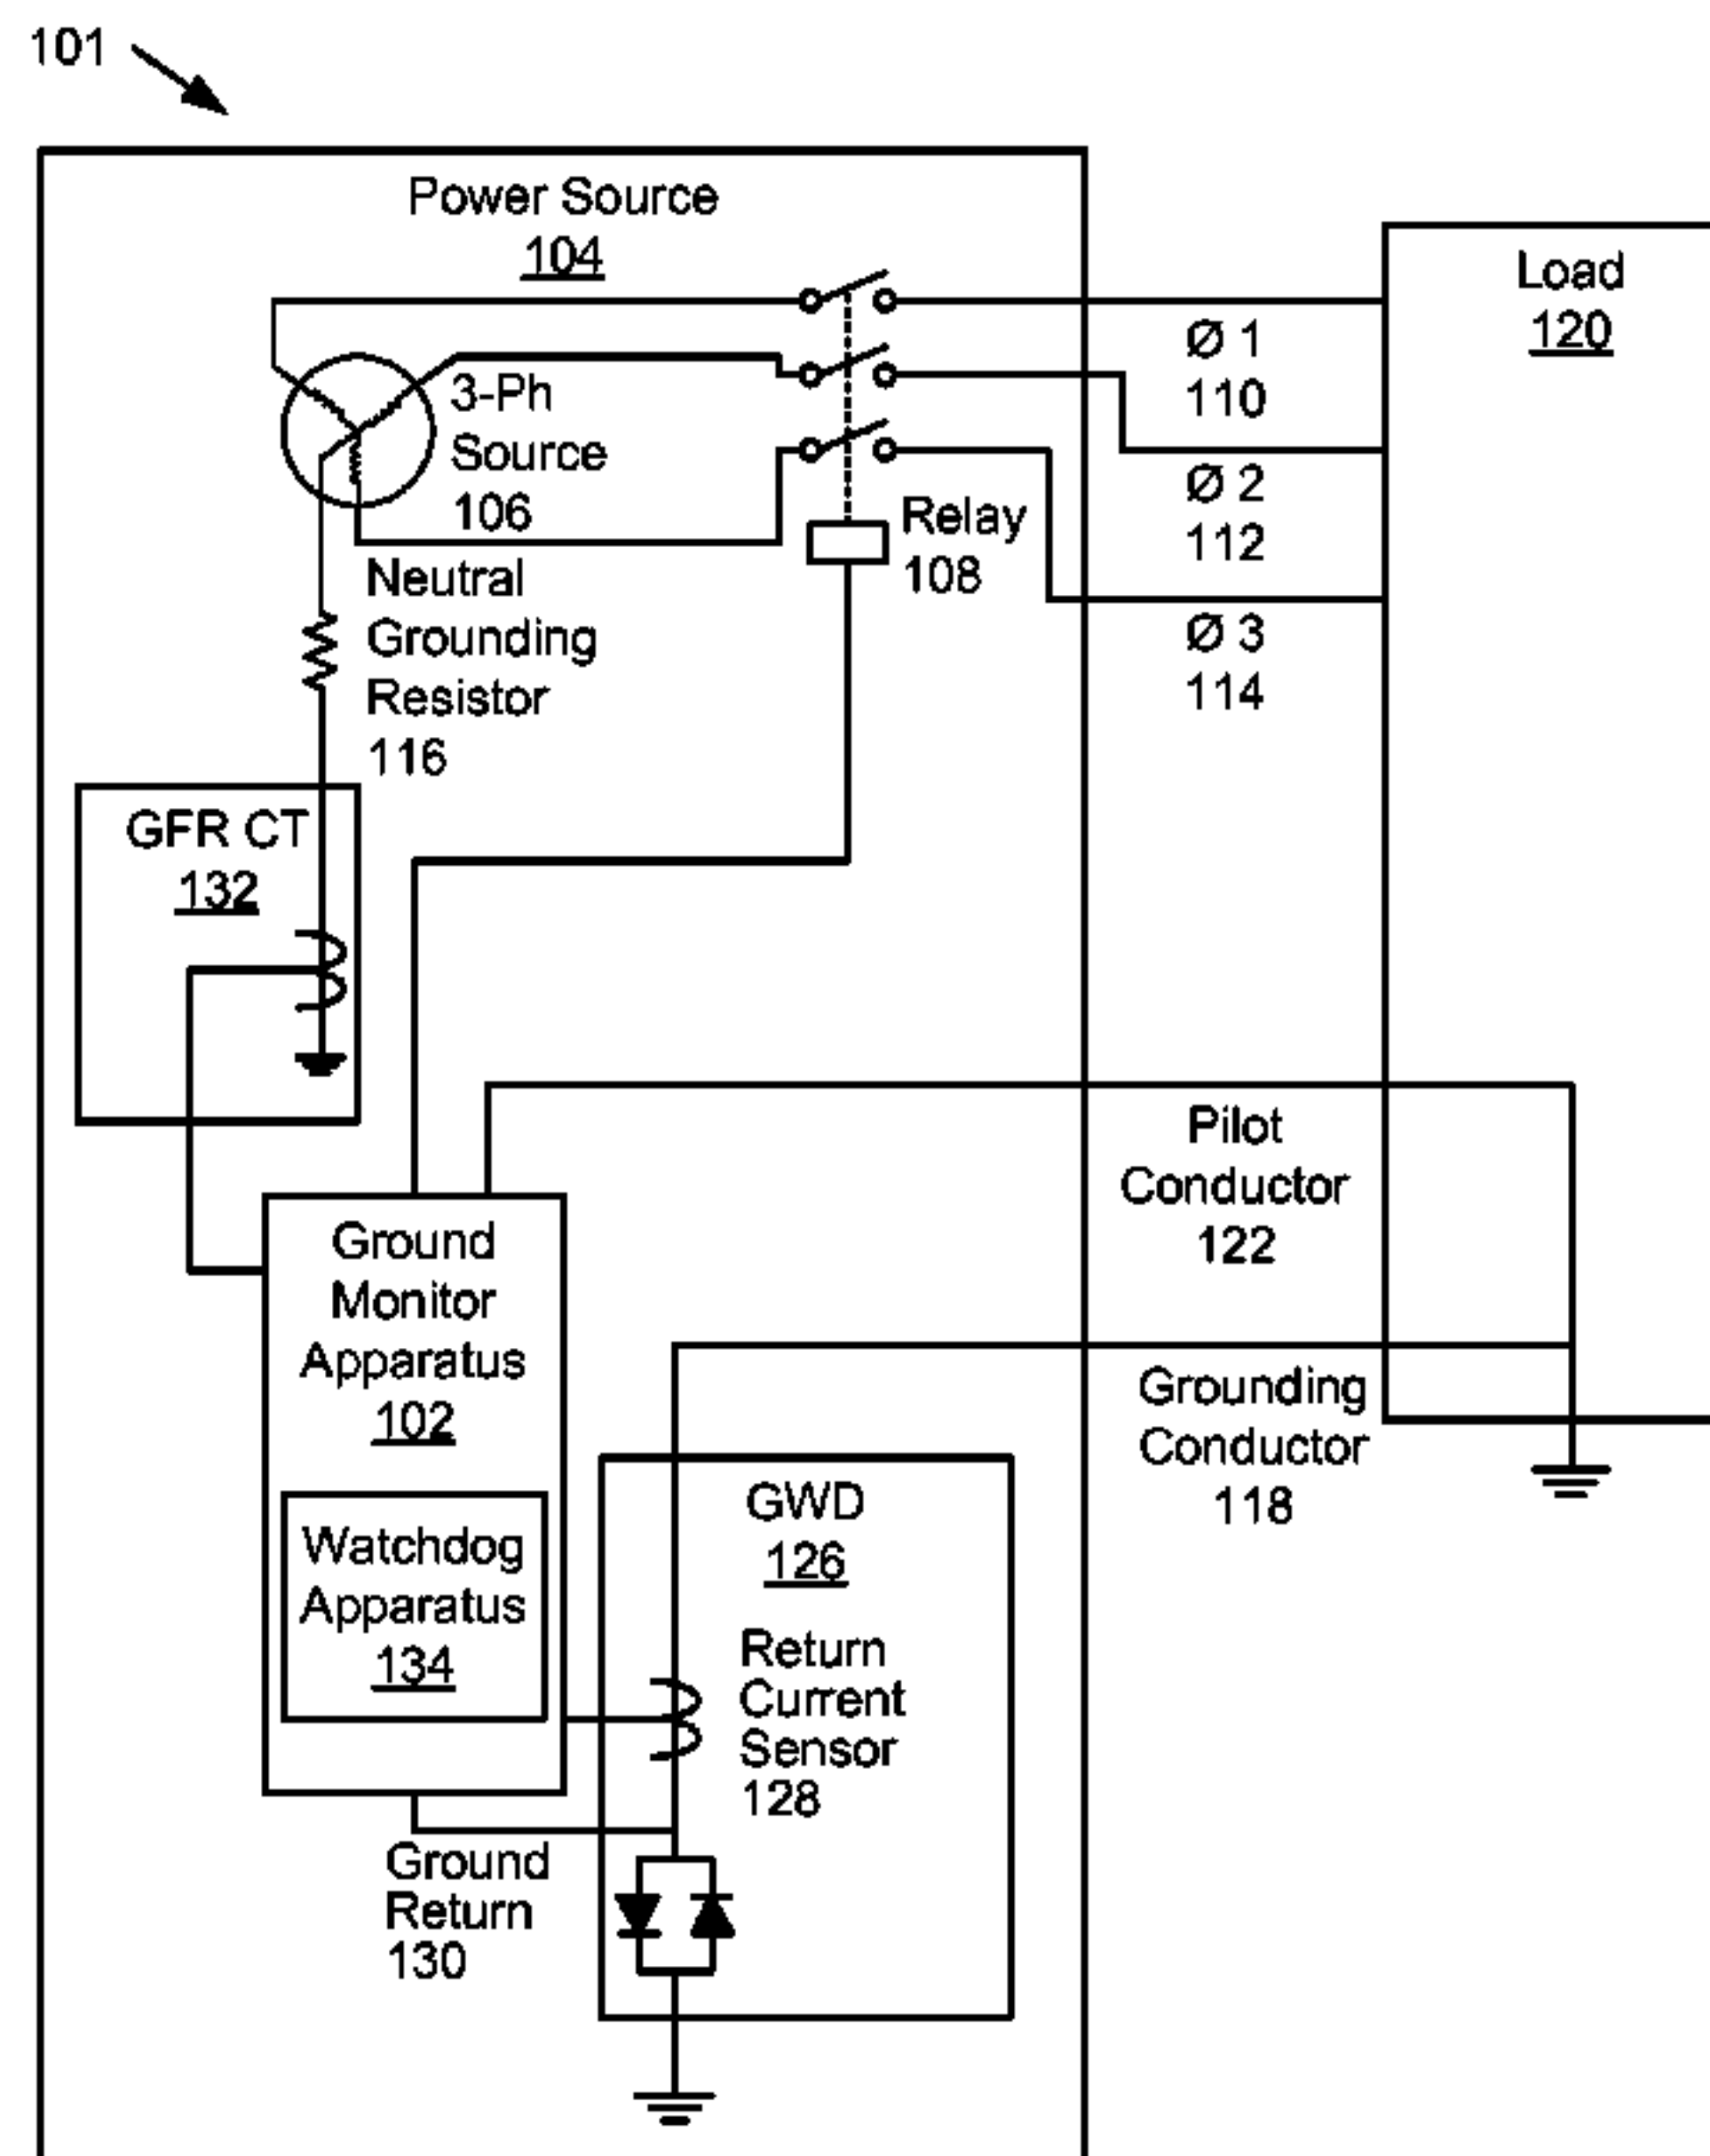 101
Power Source
104
Load
120
Ø 1
110
3-Ph
Source
106
Ø 2
112
Relay
108
Neutral
Grounding
Resistor
116
Ø 3
114
GFR CT
132
Pilot
Conductor
122
Ground
Monitor
Apparatus
102
Grounding
Conductor
118
Watchdog
Apparatus
134
GWD
126
Return
Current
Sensor
128
Ground
Return
130